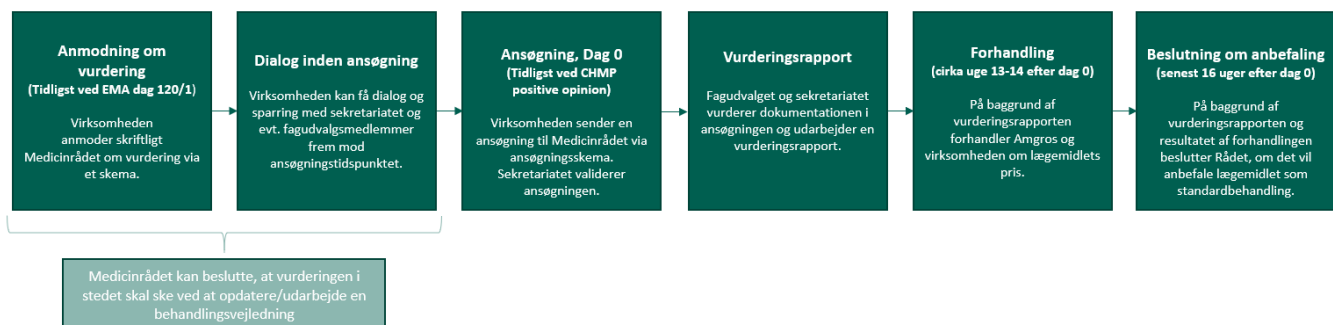 Anmodning om
vurdering
(Tidligst ved EMA dag 120/1)
Virksomheden
anmoder skriftligt
Medicinrådet om vurdering via
et skema.
Dialog inden ansøgning
Virksomheden kan få dialog og
sparring med sekretariatet og
evt. fagudvalgsmedlemmer
frem mod
ansøgningstidspunktet.
Ansøgning, Dag 0
(Tidligst ved CHMP
positive opinion)
Virksomheden sender en
ansøgning til Medicinrådet via
ansøgningsskema.
Sekretariatet validerer
ansøgningen.
Vurderingsrapport
Fagudvalget og sekretariatet
vurderer dokumentationen i
ansøgningen og udarbejder en
vurderingsrapport.
Forhandling
(cirka uge 13-14 efter dag 0)
På baggrund af
vurderingsrapporten
forhandler Amgros og
virksomheden om lægemidlets
pris.
Beslutning om anbefaling
(senest 16 uger efter dag 0)
På baggrund af
vurderingsrapporten og
resultatet af forhandlingen
beslutter Rådet, om det vil
anbefale lægemidlet som
standardbehandling.
Medicinrådet kan beslutte, at vurderingen i
stedet skal ske ved at opdatere/udarbejde en
behandlingsvejledning